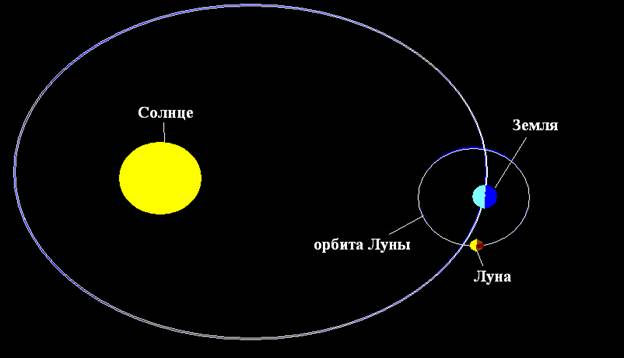 Солнце
Земля
орбита Луны
Луна